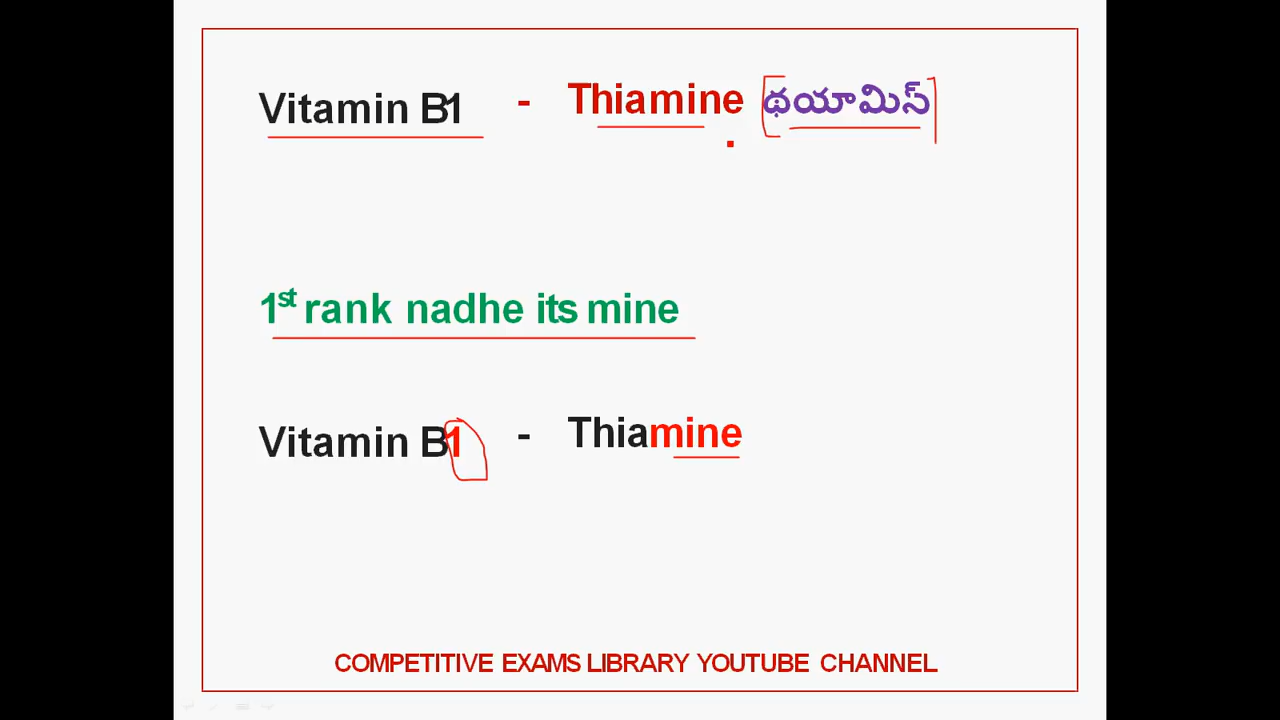 Vitamin B1 - Thiamine థయామిస్
1st rank nadhe its mine
Vitamin B1 - Thiamine
COMPETITIVE EXAMS LIBRARY YOUTUBE CHANNEL